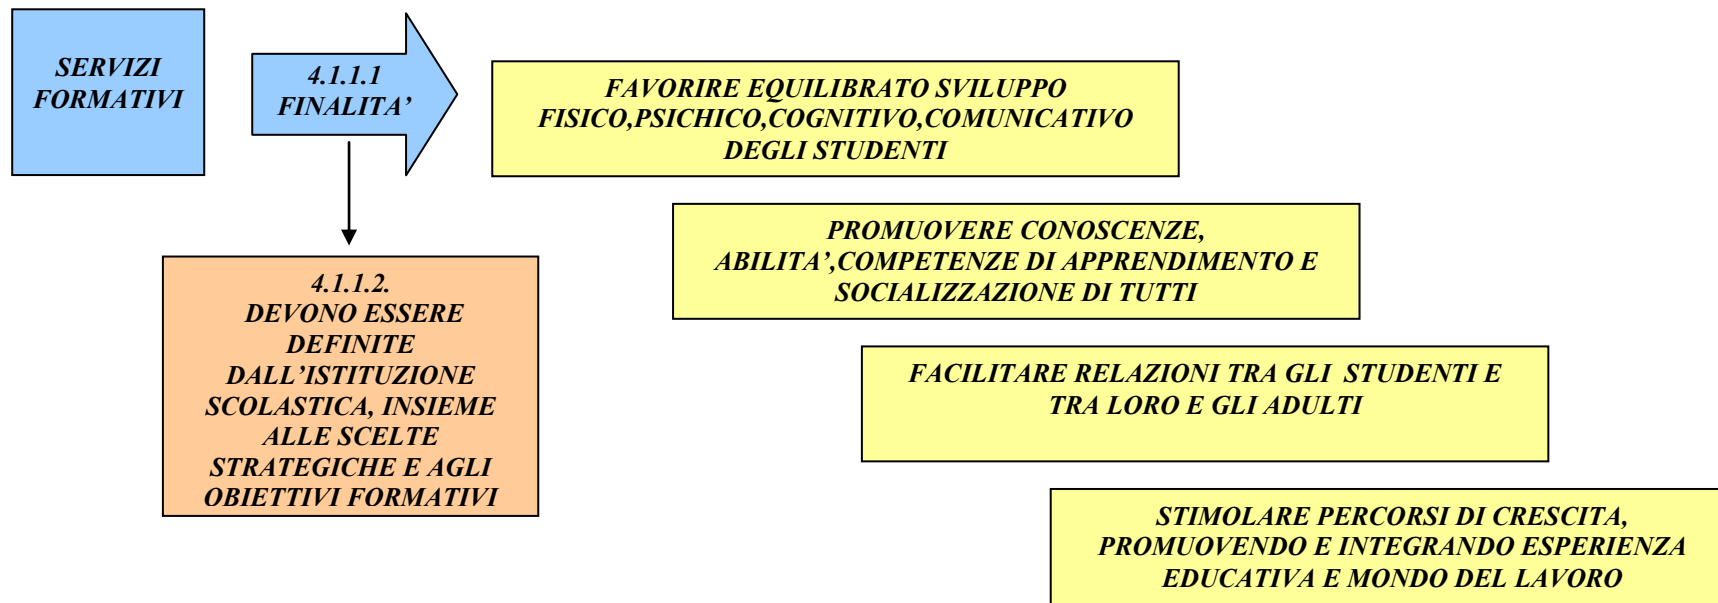 SERVIZI
FORMATIVI
4.1.1.1
FINALITA’
FAVORIRE EQUILIBRATO SVILUPPO
FISICO,PSICHICO,COGNITIVO,COMUNICATIVO
DEGLI STUDENTI
PROMUOVERE CONOSCENZE,
ABILITA’,COMPETENZE DI APPRENDIMENTO E
SOCIALIZZAZIONE DI TUTTI
4.1.1.2.
DEVONO ESSERE
DEFINITE
DALL’ISTITUZIONE
SCOLASTICA, INSIEME
ALLE SCELTE
STRATEGICHE E AGLI
OBIETTIVI FORMATIVI
FACILITARE RELAZIONI TRA GLI  STUDENTI E
TRA LORO E GLI ADULTI
STIMOLARE PERCORSI DI CRESCITA,
PROMUOVENDO E INTEGRANDO ESPERIENZA
EDUCATIVA E MONDO DEL LAVORO